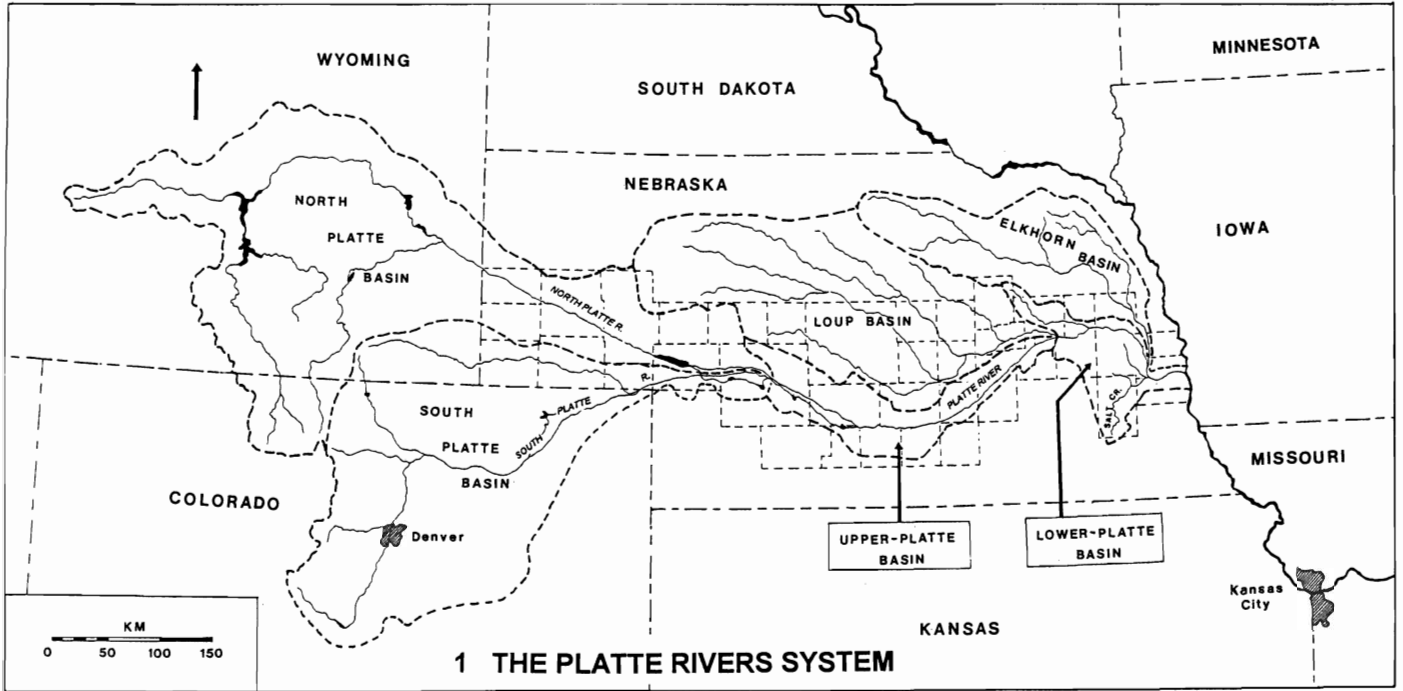 WYOMING
SOUTH DAKOTA
MINNESOTA
NEBRASKA
IOWA
NORTH
PLATTE
BASIN
ELKHORN
BASIN
NORTH PLATTE R.
LOUP BASIN
PLATTE RIVER
SALT CR.
SOUTH PLATTE R.
SOUTH
PLATTE
BASIN
COLORADO
Denver
MISSOURI
UPPER-PLATTE
BASIN
LOWER-PLATTE
BASIN
Kansas
City
KANSAS
KM
0 50 100 150
1 THE PLATTE RIVERS SYSTEM